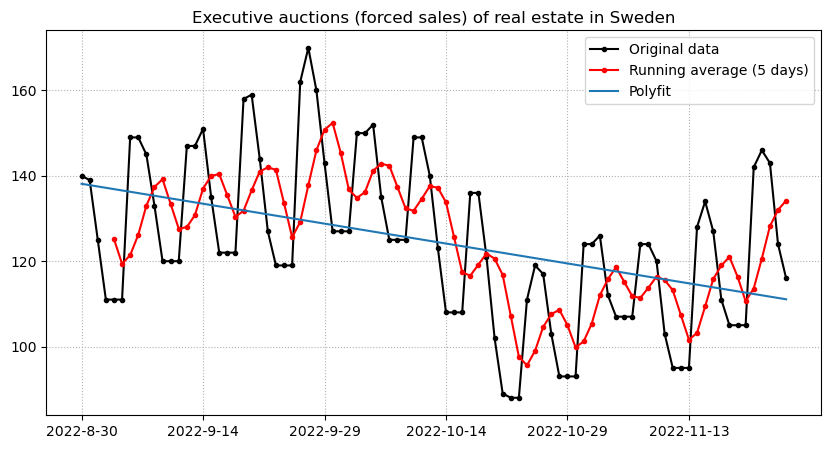 Executive auctions (forced sales) of real estate in Sweden
Original data
Running average (5 days)
Polyfit
160
140
120
100
2022-8-30 2022-9-14 2022-9-29 2022-10-14 2022-10-29 2022-11-13